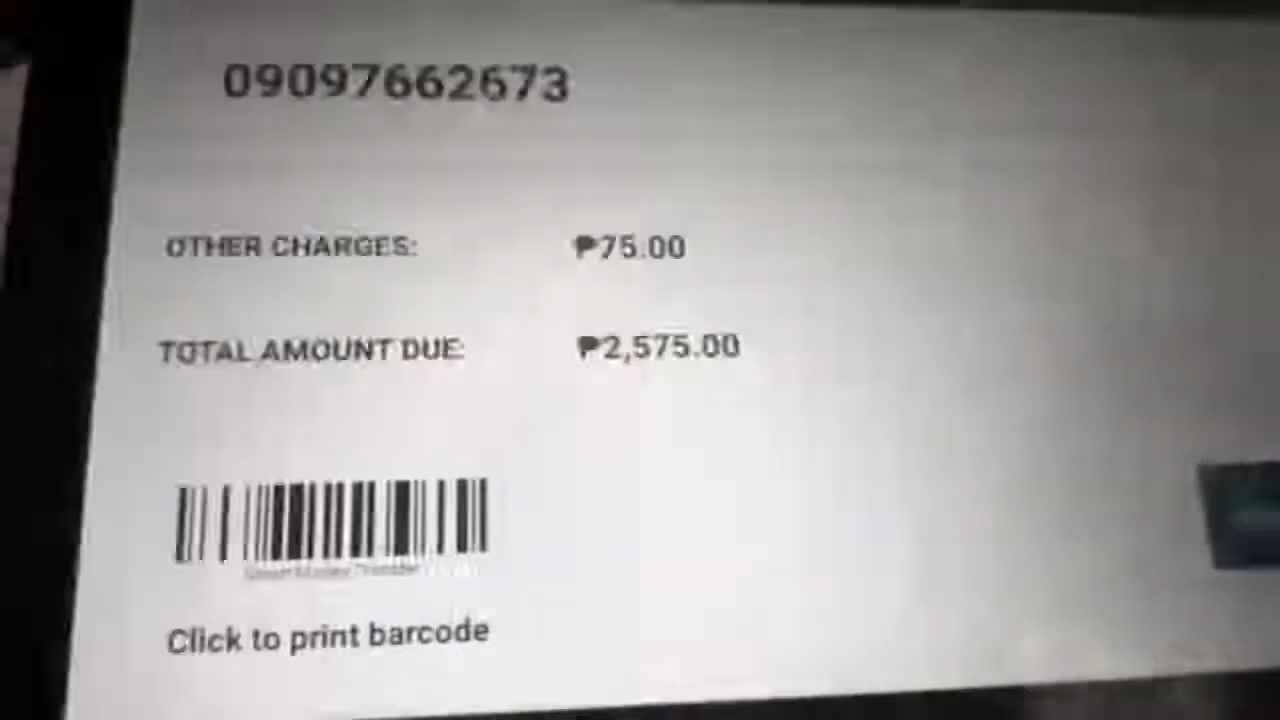 09097662673
OTHER CHARGES:
₱75.00
TOTAL AMOUNT DUE:
₱2,575.00
Click to print barcode